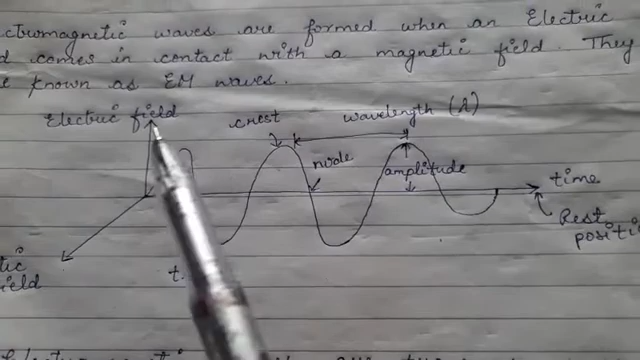 ctromagnetic waves are formed when an Electric
d comes in contact with a magnetic field. They
e known as EM waves.
Electric field
crest
wavelength (λ)
node
amplitude
time
Rest
positi
tic
ield
t.